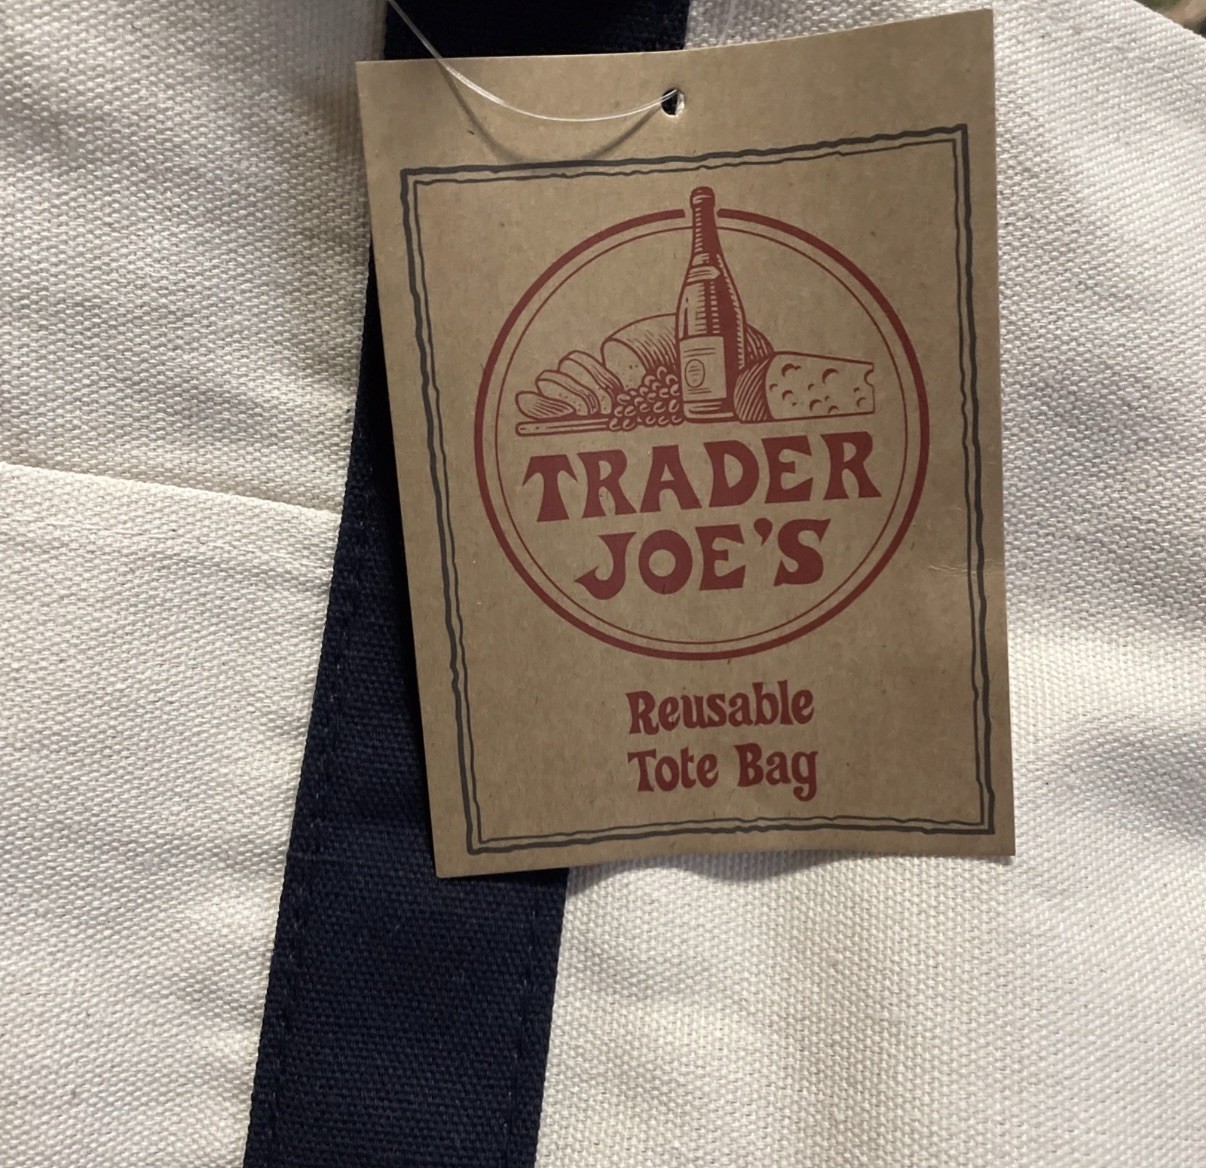 TRADER
JOE'S
Reusable
Tote Bag